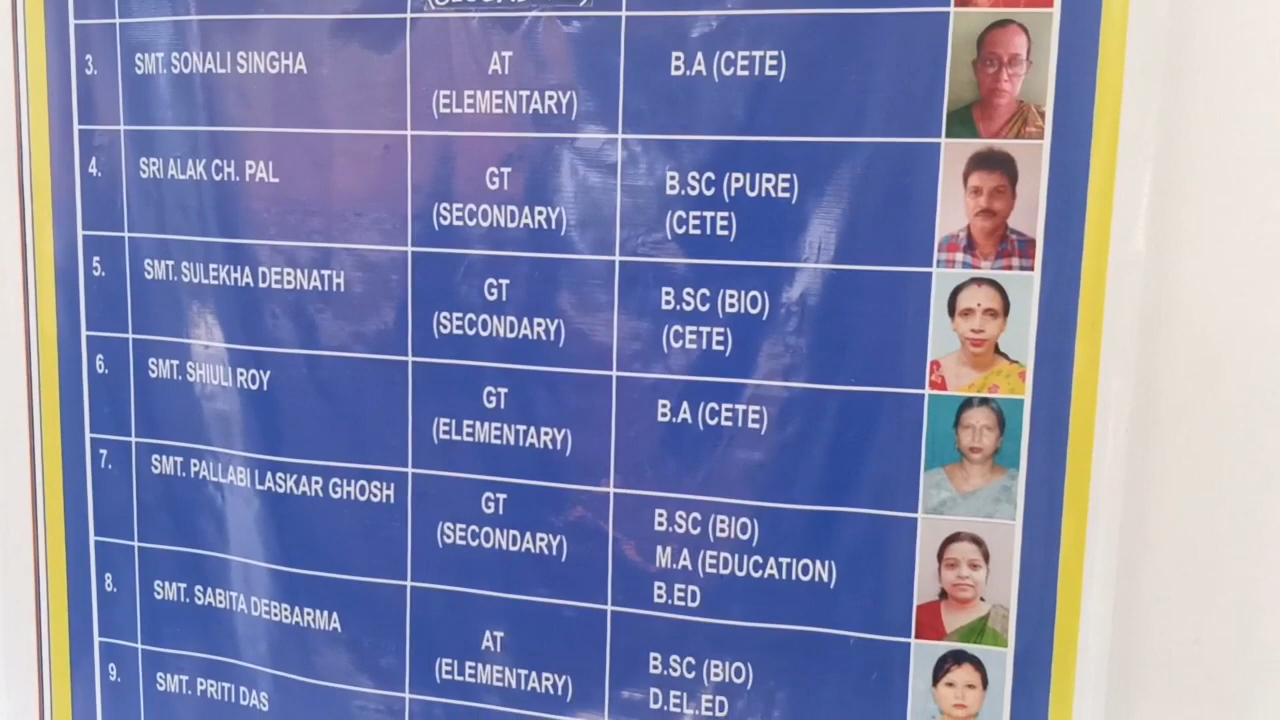 3. SMT. SONALI SINGHA AT B.A (CETE)
(ELEMENTARY)
4. SRI ALAK CH. PAL GT B.SC (PURE)
(SECONDARY) (CETE)
5. SMT. SULEKHA DEBNATH GT B.SC (BIO)
(SECONDARY) (CETE)
6. SMT. SHIULI ROY GT B.A (CETE)
(ELEMENTARY)
7. SMT. PALLABI LASKAR GHOSH GT B.SC (BIO)
(SECONDARY) M.A (EDUCATION)
B.ED
8. SMT. SABITA DEBBARMA AT B.SC (BIO)
(ELEMENTARY) D.EL.ED
9. SMT. PRITI DAS